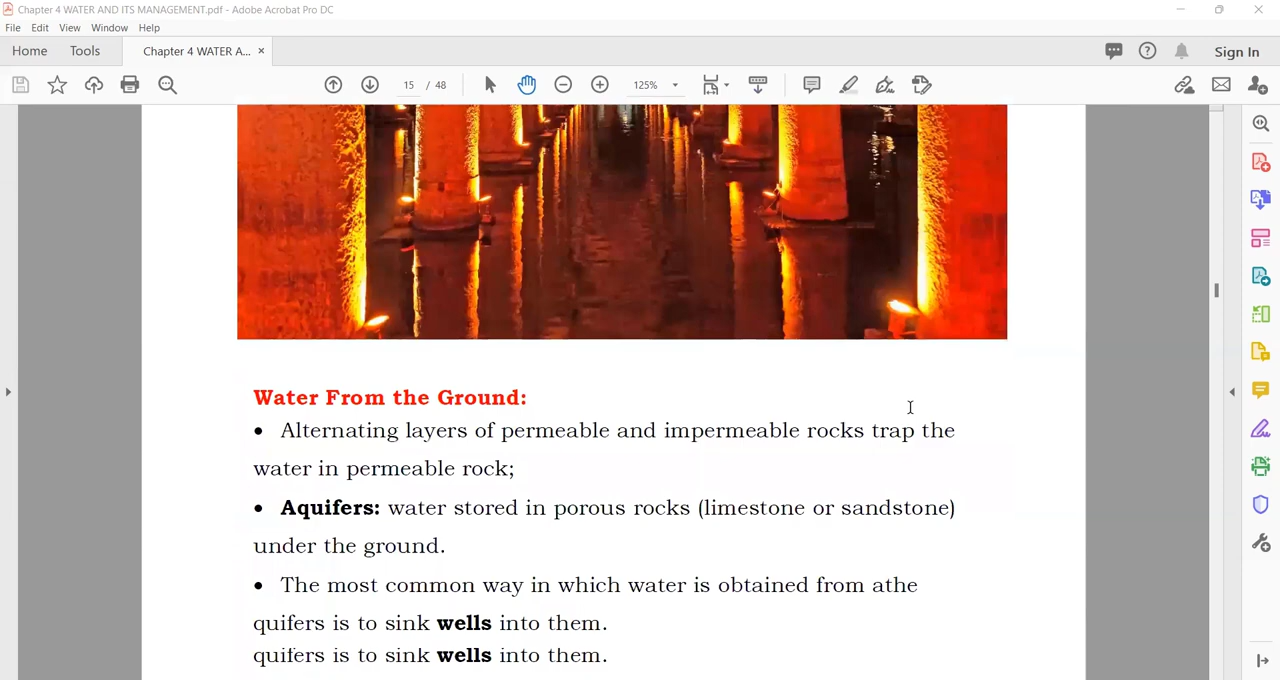 Chapter 4 WATER AND ITS MANAGEMENT.pdf - Adobe Acrobat Pro DC
File Edit View Window Help
Home Tools Chapter 4 WATER A... × Sign In
15 / 48 125%
Water From the Ground:
• Alternating layers of permeable and impermeable rocks trap the
water in permeable rock;
• Aquifers: water stored in porous rocks (limestone or sandstone)
under the ground.
• The most common way in which water is obtained from athe
quifers is to sink wells into them.
quifers is to sink wells into them.